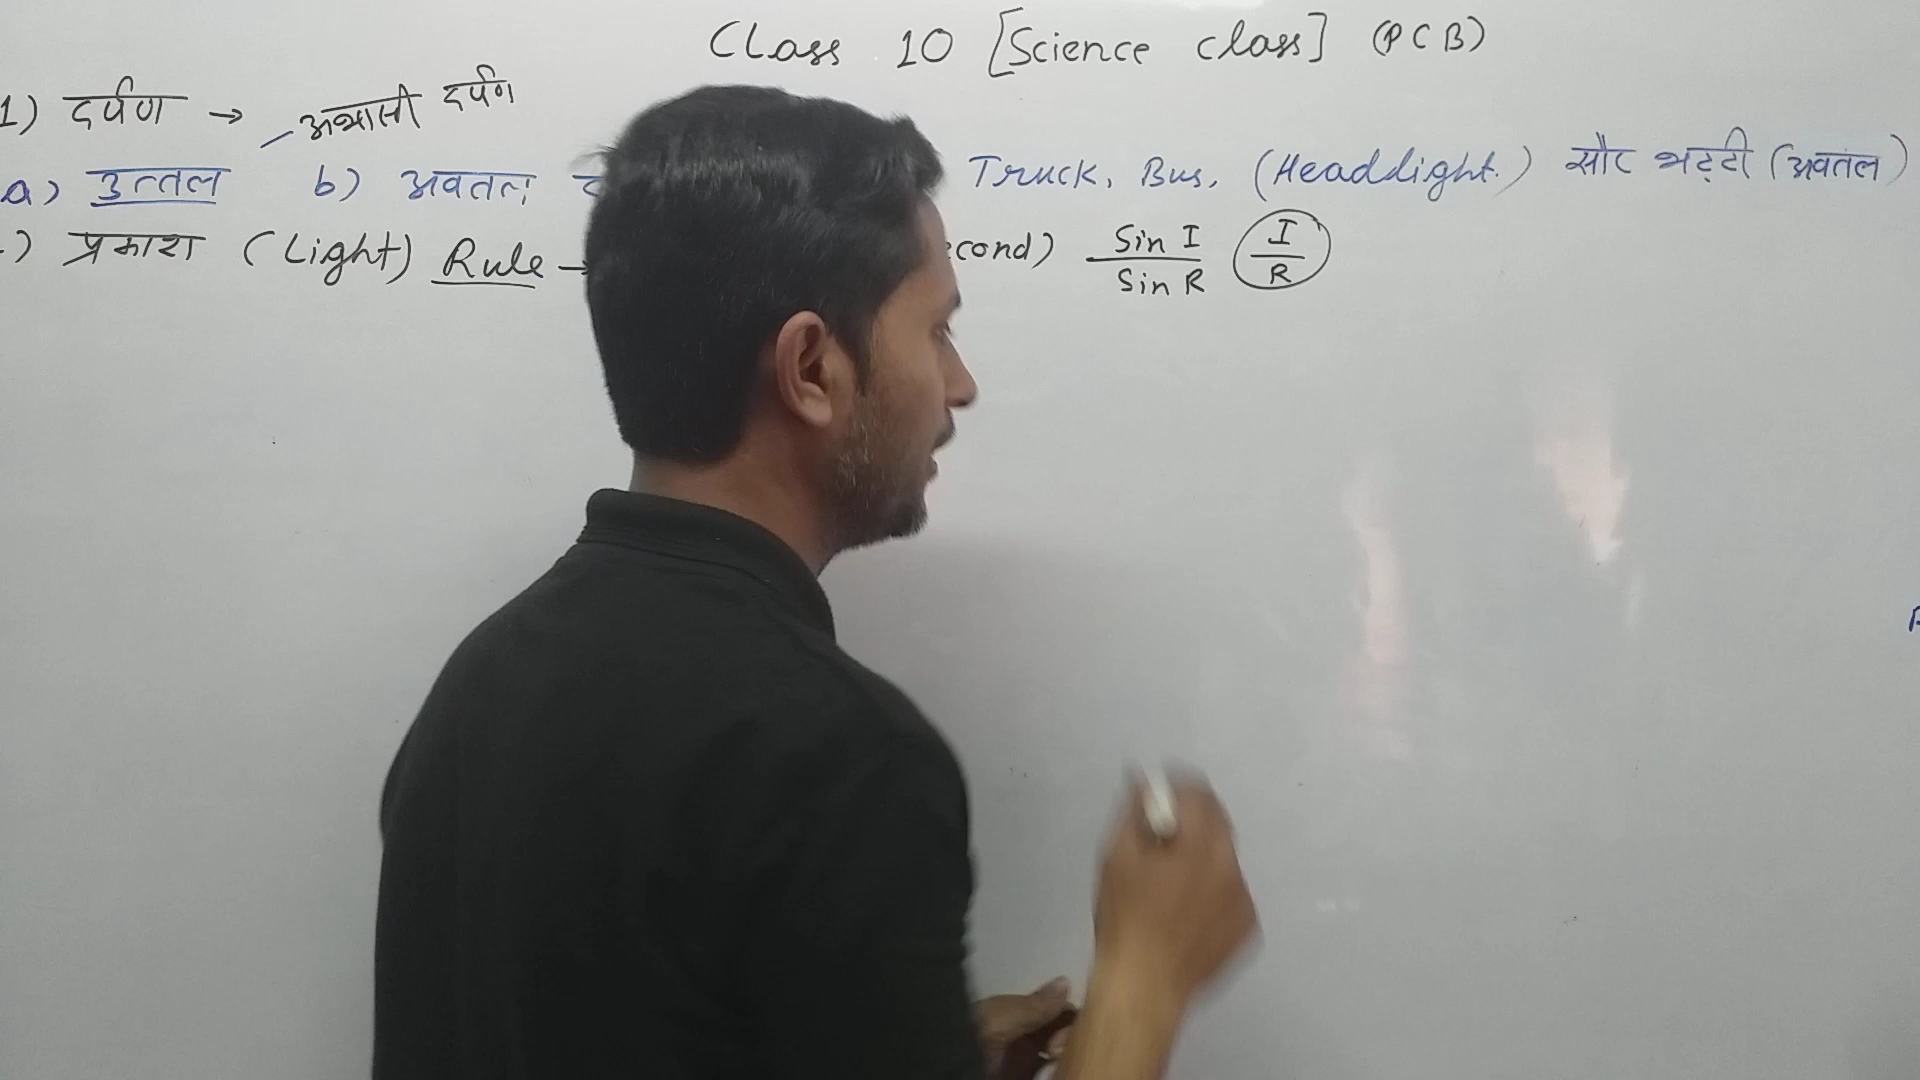 Class 10 [Science class] (P C B)
1) दर्पण → अभासी दर्पण
a) उत्तल b) अवतल Truck, Bus, (Headlight.) सौर भट्टी (अवतल)
) प्रकाश (Light) Rule → cond) Sin I / Sin R I / R